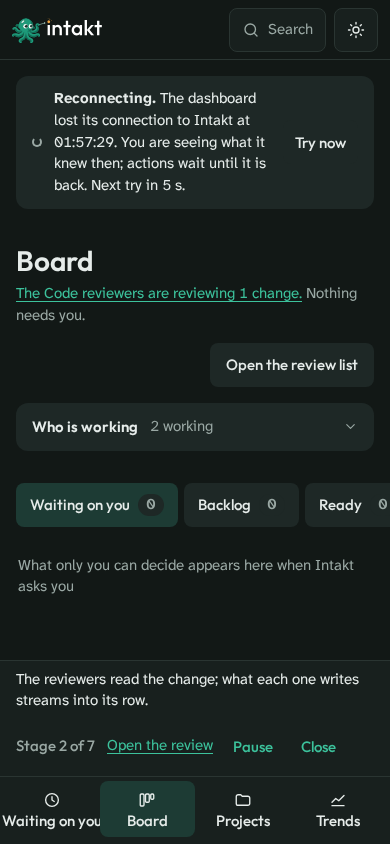 intakt
Search
Reconnecting. The dashboard
lost its connection to Intakt at
01:57:29. You are seeing what it
knew then; actions wait until it is
back. Next try in 5 s.
Try now
Board
The Code reviewers are reviewing 1 change. Nothing
needs you.
Open the review list
Who is working 2 working
Waiting on you 0 Backlog 0 Ready 0
What only you can decide appears here when Intakt
asks you
The reviewers read the change; what each one writes
streams into its row.
Stage 2 of 7 Open the review Pause Close
Waiting on you Board Projects Trends